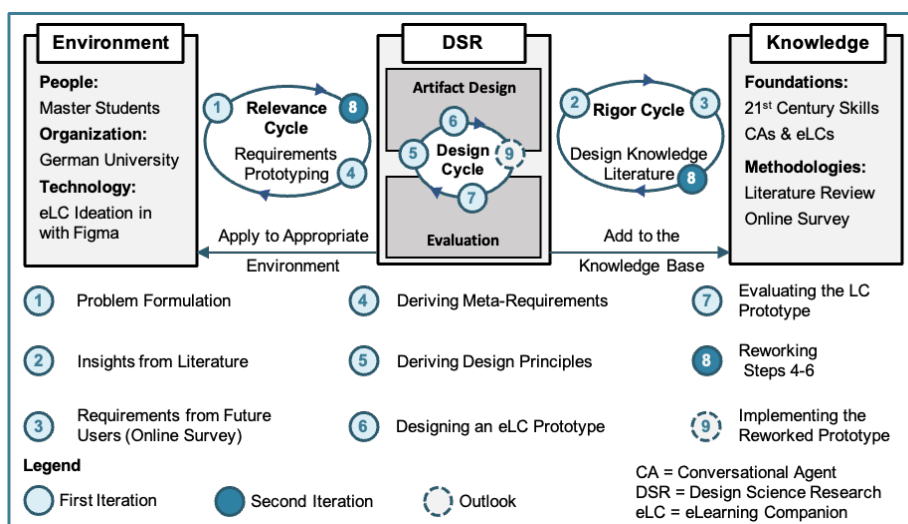 Environment
People:
Master Students
Organization:
German University
Technology:
eLC Ideation in
with Figma
1
Relevance
Cycle
8
Requirements
Prototyping
4
Apply to Appropriate
Environment
DSR
Artifact Design
6
5
Design
Cycle
9
7
Evaluation
2
Rigor Cycle
3
Design Knowledge
Literature
8
Add to the
Knowledge Base
Knowledge
Foundations:
21st Century Skills
CAs & eLCs
Methodologies:
Literature Review
Online Survey
1 Problem Formulation
2 Insights from Literature
3 Requirements from Future
Users (Online Survey)
4 Deriving Meta-Requirements
5 Deriving Design Principles
6 Designing an eLC Prototype
7 Evaluating the LC
Prototype
8 Reworking
Steps 4-6
9 Implementing the
Reworked Prototype
Legend
First Iteration
Second Iteration
Outlook
CA = Conversational Agent
DSR = Design Science Research
eLC = eLearning Companion